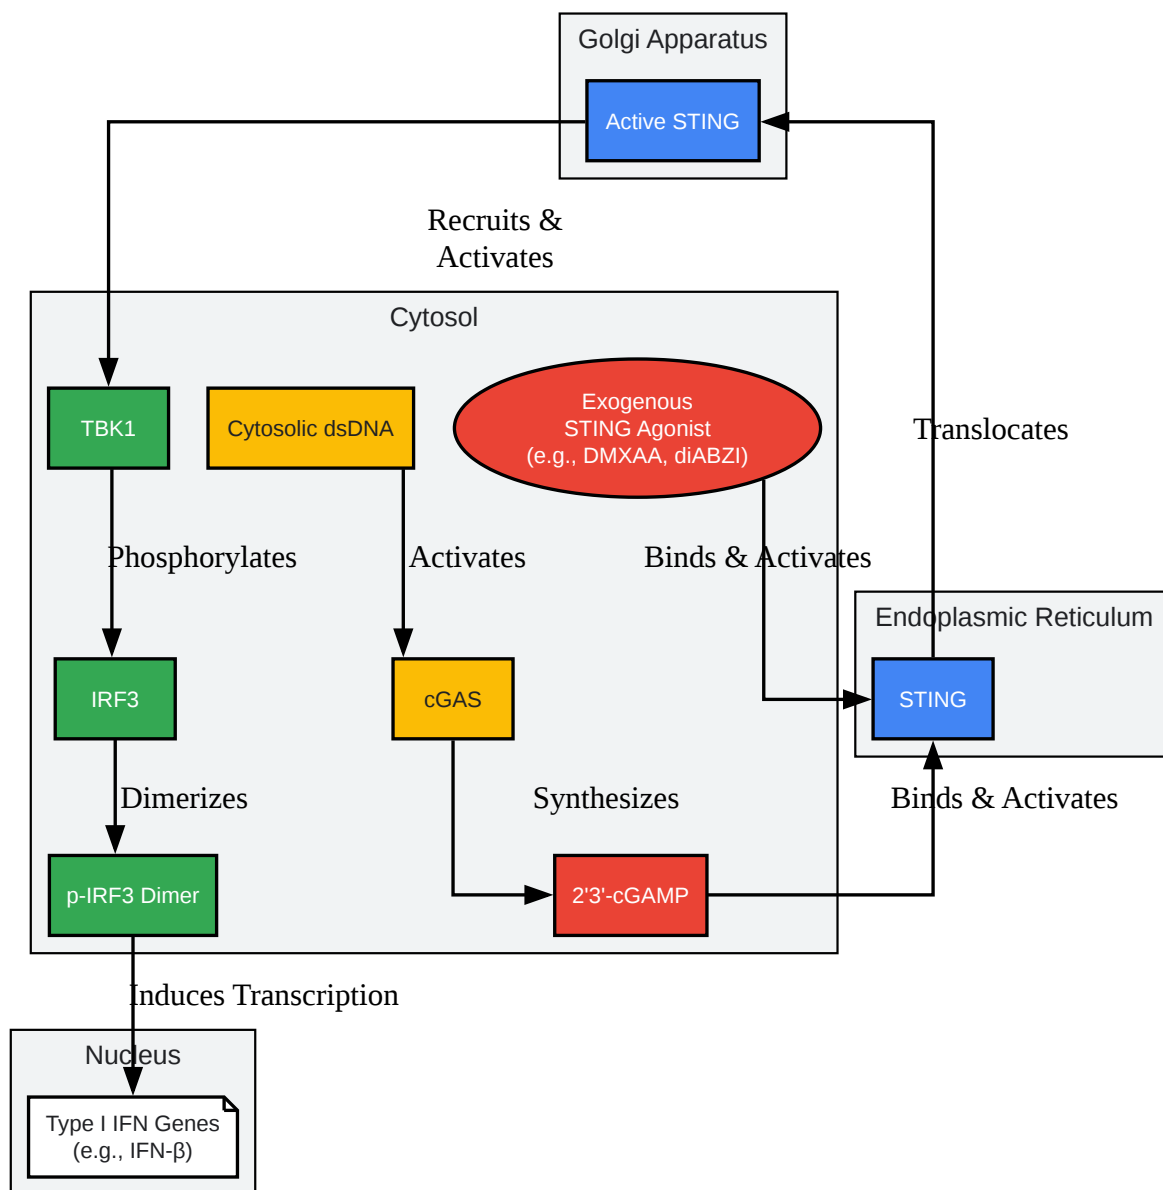 Golgi Apparatus
Active STING
Recruits &
Activates
Cytosol
TBK1
Cytosolic dsDNA
Exogenous
STING Agonist
(e.g., DMXAA, diABZI)
Translocates
Phosphorylates
Activates
Binds & Activates
Endoplasmic Reticulum
IRF3
cGAS
STING
Dimerizes
Synthesizes
Binds & Activates
p-IRF3 Dimer
2'3'-cGAMP
Induces Transcription
Nucleus
Type I IFN Genes
(e.g., IFN-β)